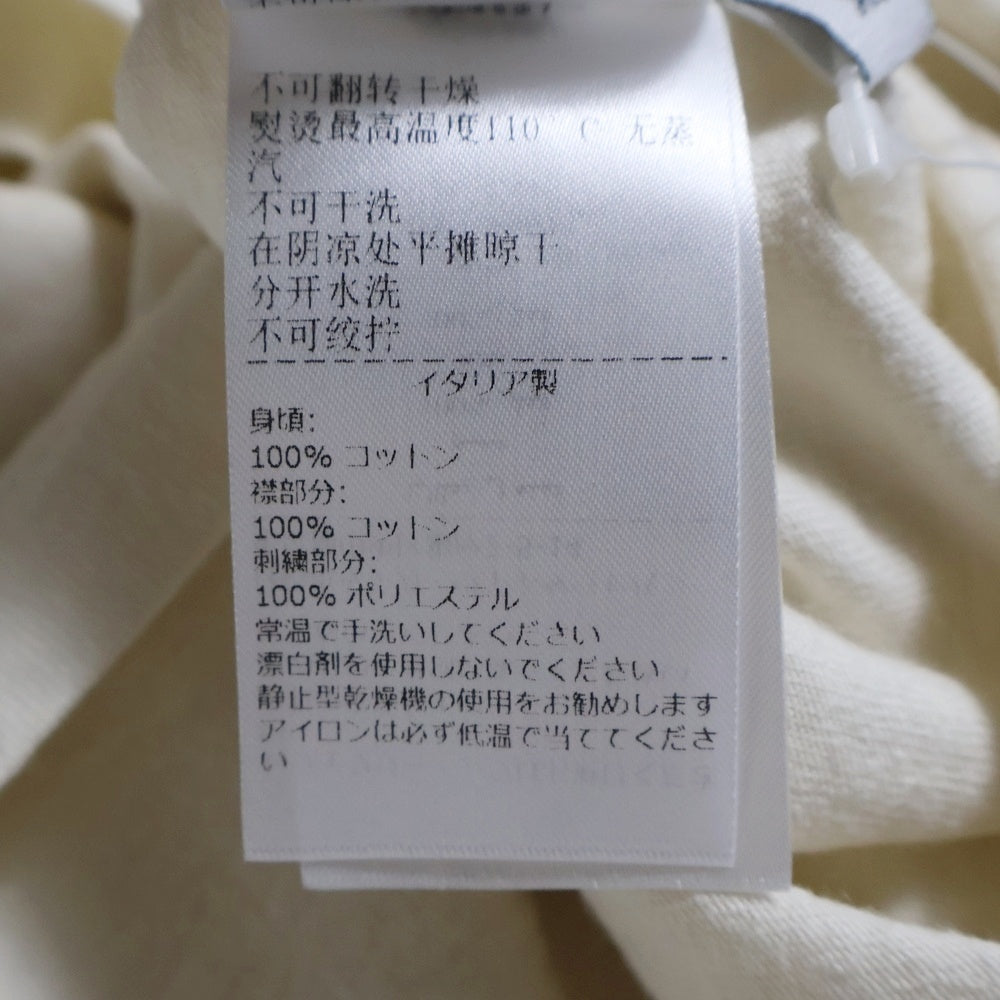 不可翻转干燥
熨烫最高温度110 °C 无蒸
汽
不可干洗
在阴凉处平摊晾干
分开水洗
不可绞拧
イタリア製
身頃:
100% コットン
襟部分:
100% コットン
刺繍部分:
100% ポリエステル
常温で手洗いしてください
漂白剤を使用しないでください
静止型乾燥機の使用をお勧めします
アイロンは必ず低温で当ててくださ
い